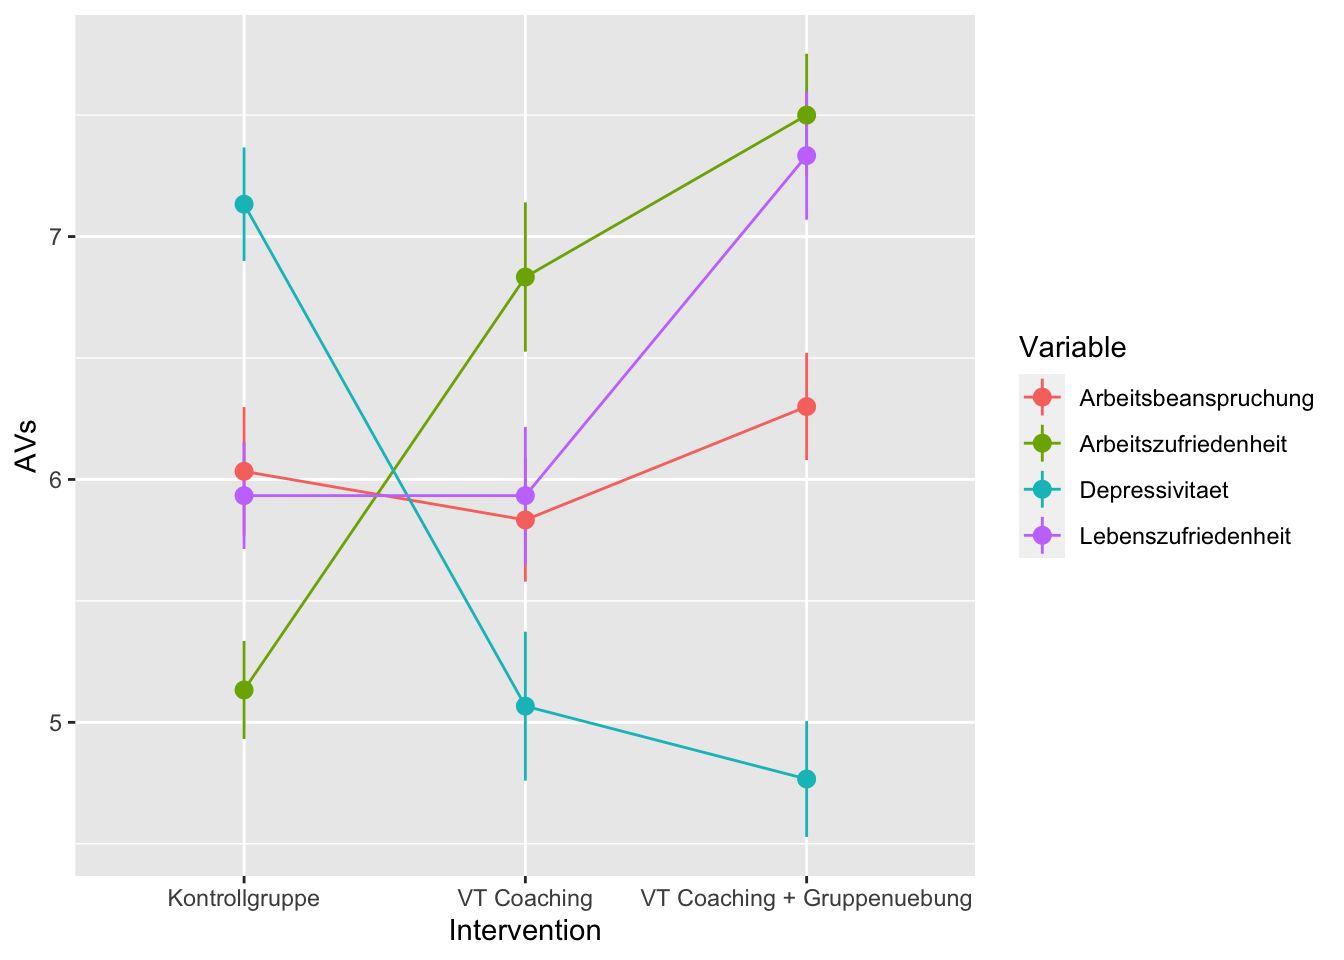 AVs
7
6
5
Kontrollgruppe
VT Coaching
VT Coaching + Gruppenuebung
Intervention
Variable
Arbeitsbeanspruchung
Arbeitszufriedenheit
Depressivitaet
Lebenszufriedenheit